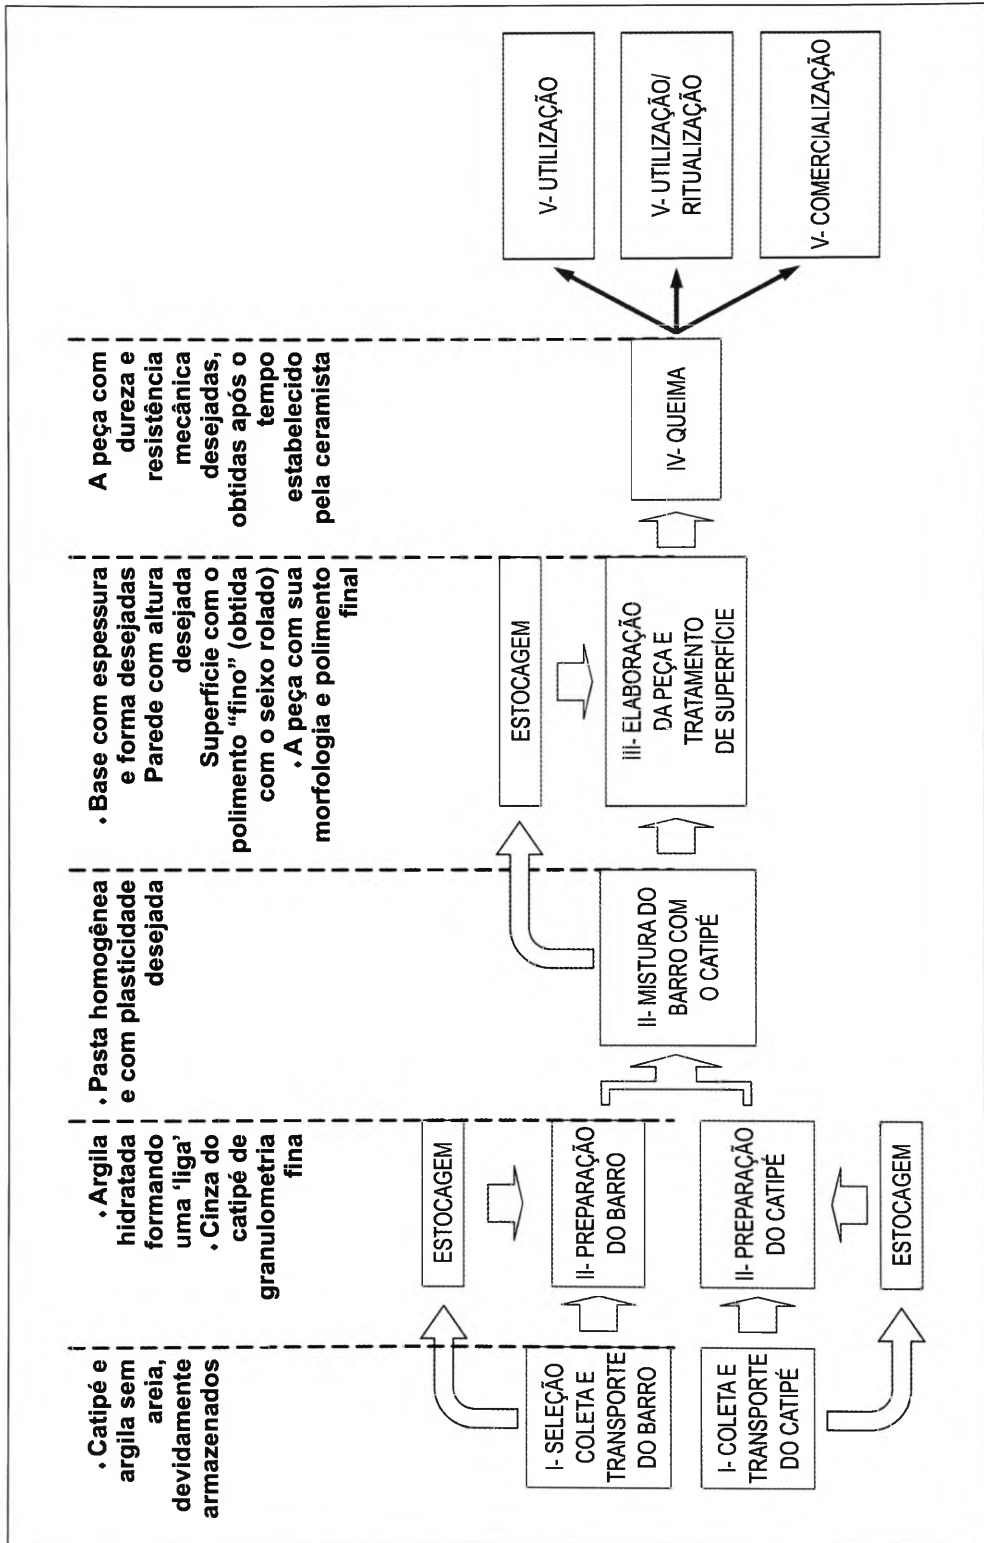 • Catipé e
argila sem
areia,
devidamente
armazenados
• Argila
hidratada
formando
uma ‘liga’
• Cinza do
catipé de
granulometria
fina
• Pasta homogênea
e com plasticidade
desejada
• Base com espessura
e forma desejadas
Parede com altura
desejada
Superfície com o
polimento “fino” (obtida
com o seixo rolado)
• A peça com sua
morfologia e polimento
final
A peça com
dureza e
resistência
mecânica
desejadas,
obtidas após o
tempo
estabelecido
pela ceramista
ESTOCAGEM
ESTOCAGEM
I- SELEÇÃO
COLETA E
TRANSPORTE
DO BARRO
II- PREPARAÇÃO
DO BARRO
I- COLETA E
TRANSPORTE
DO CATIPÉ
II- PREPARAÇÃO
DO CATIPÉ
ESTOCAGEM
II- MISTURA DO
BARRO COM
O CATIPÉ
III- ELABORAÇÃO
DA PEÇA E
TRATAMENTO
DE SUPERFÍCIE
IV- QUEIMA
V- UTILIZAÇÃO
V- UTILIZAÇÃO/
RITUALIZAÇÃO
V- COMERCIALIZAÇÃO